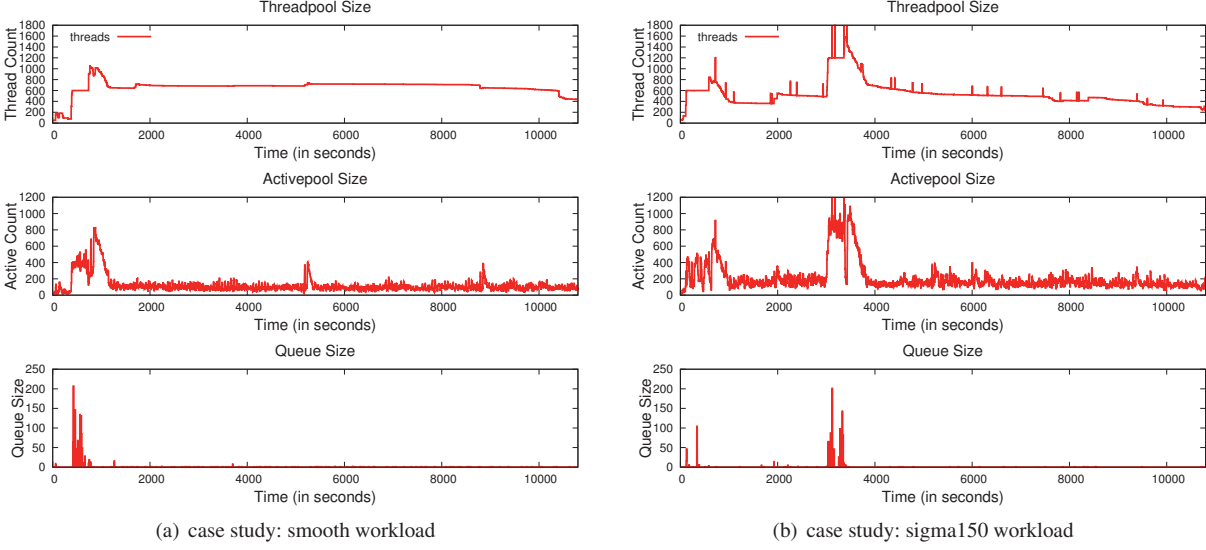 Threadpool Size
Thread Count
1800
1600
1400
1200
1000
800
600
400
200
0
threads
0 2000 4000 6000 8000 10000
Time (in seconds)
Activepool Size
Active Count
1200
1000
800
600
400
200
0
0 2000 4000 6000 8000 10000
Time (in seconds)
Queue Size
Queue Size
250
200
150
100
50
0
0 2000 4000 6000 8000 10000
Time (in seconds)
(a) case study: smooth workload
Threadpool Size
Thread Count
1800
1600
1400
1200
1000
800
600
400
200
0
threads
0 2000 4000 6000 8000 10000
Time (in seconds)
Activepool Size
Active Count
1200
1000
800
600
400
200
0
0 2000 4000 6000 8000 10000
Time (in seconds)
Queue Size
Queue Size
250
200
150
100
50
0
0 2000 4000 6000 8000 10000
Time (in seconds)
(b) case study: sigma150 workload